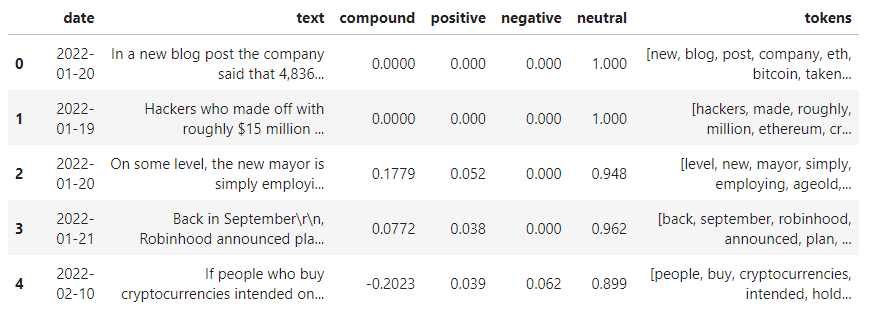 date text compound positive negative neutral tokens
0 2022-01-20 In a new blog post the company said that 4,836... 0.0000 0.000 0.000 1.000 [new, blog, post, company, eth, bitcoin, taken...
1 2022-01-19 Hackers who made off with roughly $15 million ... 0.0000 0.000 0.000 1.000 [hackers, made, roughly, million, ethereum, cr...
2 2022-01-20 On some level, the new mayor is simply employi... 0.1779 0.052 0.000 0.948 [level, new, mayor, simply, employing, ageold,...
3 2022-01-21 Back in September\r\n, Robinhood announced pla... 0.0772 0.038 0.000 0.962 [back, september, robinhood, announced, plan, ...
4 2022-02-10 If people who buy cryptocurrencies intended on... -0.2023 0.039 0.062 0.899 [people, buy, cryptocurrencies, intended, hold...